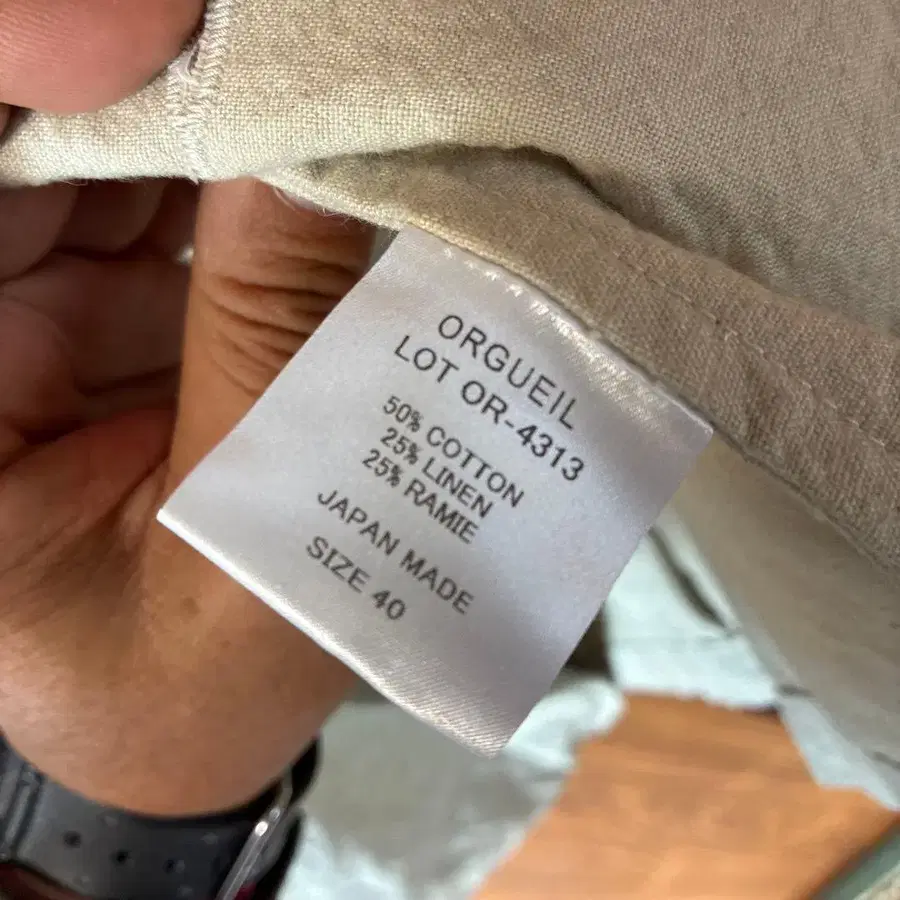 ORGUEIL
LOT OR-4313
50% COTTON
25% LINEN
25% RAMIE
JAPAN MADE
SIZE 40